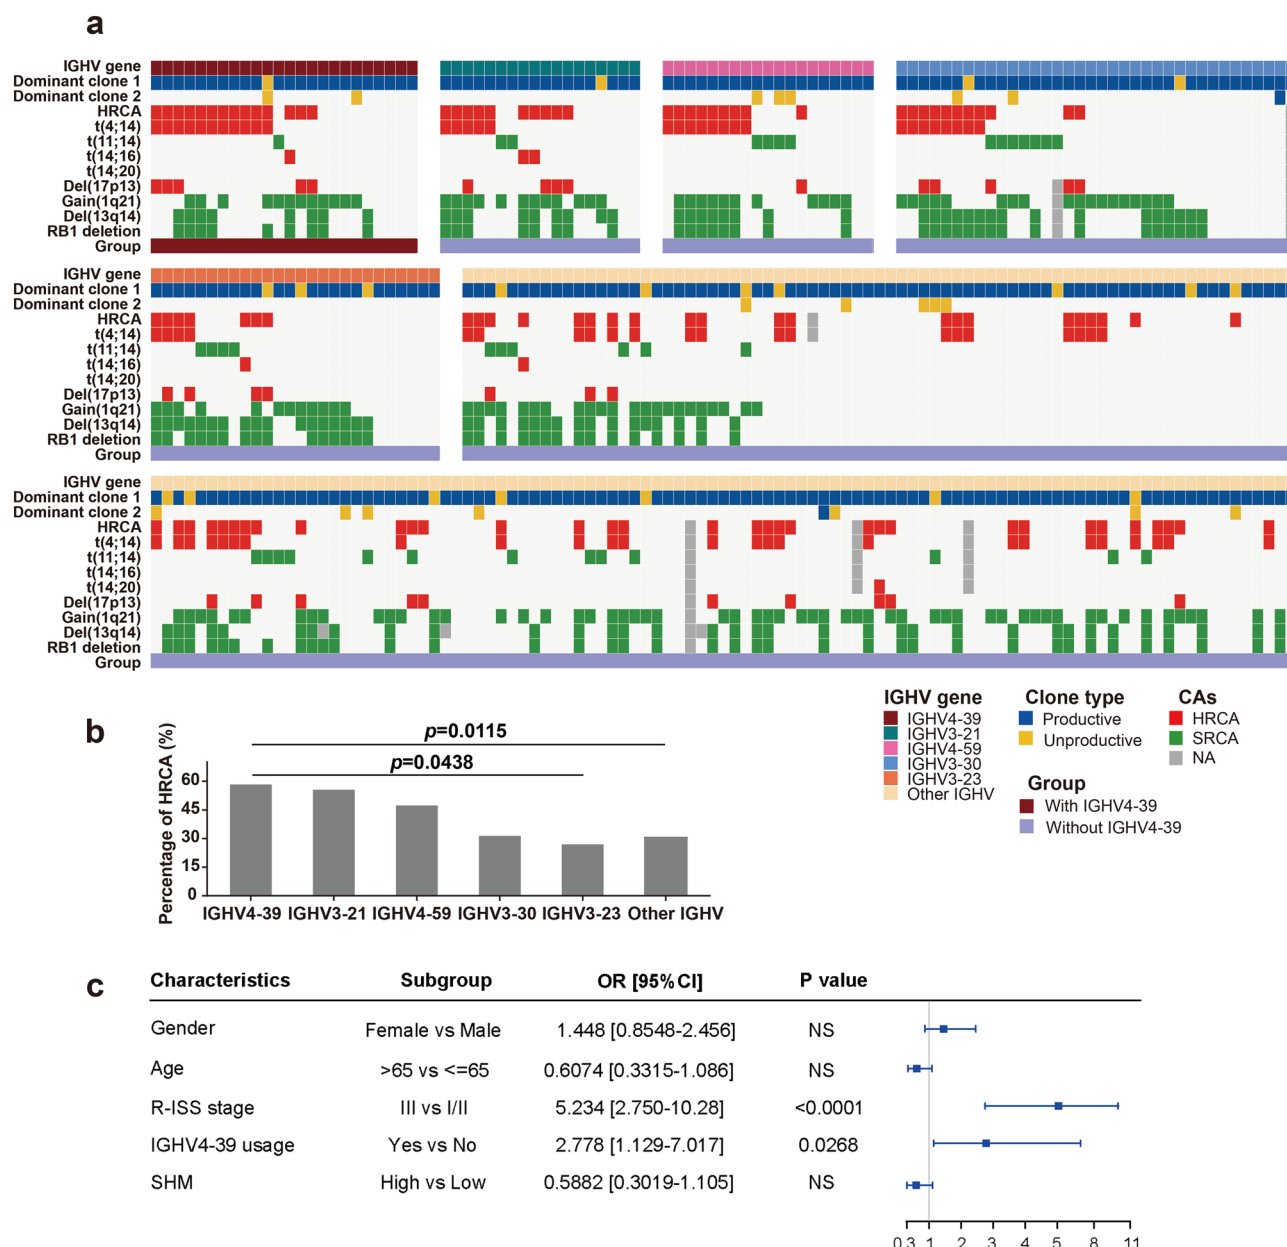 a
IGHV gene
Dominant clone 1
Dominant clone 2
HRCA
t(4;14)
t(11;14)
t(14;16)
t(14;20)
Del(17p13)
Gain(1q21)
Del(13q14)
RB1 deletion
Group
IGHV gene
Dominant clone 1
Dominant clone 2
HRCA
t(4;14)
t(11;14)
t(14;16)
t(14;20)
Del(17p13)
Gain(1q21)
Del(13q14)
RB1 deletion
Group
IGHV gene
Dominant clone 1
Dominant clone 2
HRCA
t(4;14)
t(11;14)
t(14;16)
t(14;20)
Del(17p13)
Gain(1q21)
Del(13q14)
RB1 deletion
Group
IGHV gene
IGHV4-39
IGHV3-21
IGHV4-59
IGHV3-30
IGHV3-23
Other IGHV
Clone type
Productive
Unproductive
CAs
HRCA
SRCA
NA
Group
With IGHV4-39
Without IGHV4-39
b
Percentage of HRCA (%)
p=0.0115
p=0.0438
60
45
30
15
0
IGHV4-39 IGHV3-21 IGHV4-59 IGHV3-30 IGHV3-23 Other IGHV
c
Characteristics Subgroup OR [95%CI] P value
Gender Female vs Male 1.448 [0.8548-2.456] NS
Age >65 vs <=65 0.6074 [0.3315-1.086] NS
R-ISS stage III vs I/II 5.234 [2.750-10.28] <0.0001
IGHV4-39 usage Yes vs No 2.778 [1.129-7.017] 0.0268
SHM High vs Low 0.5882 [0.3019-1.105] NS
0.3 1 2 3 4 5 8 11